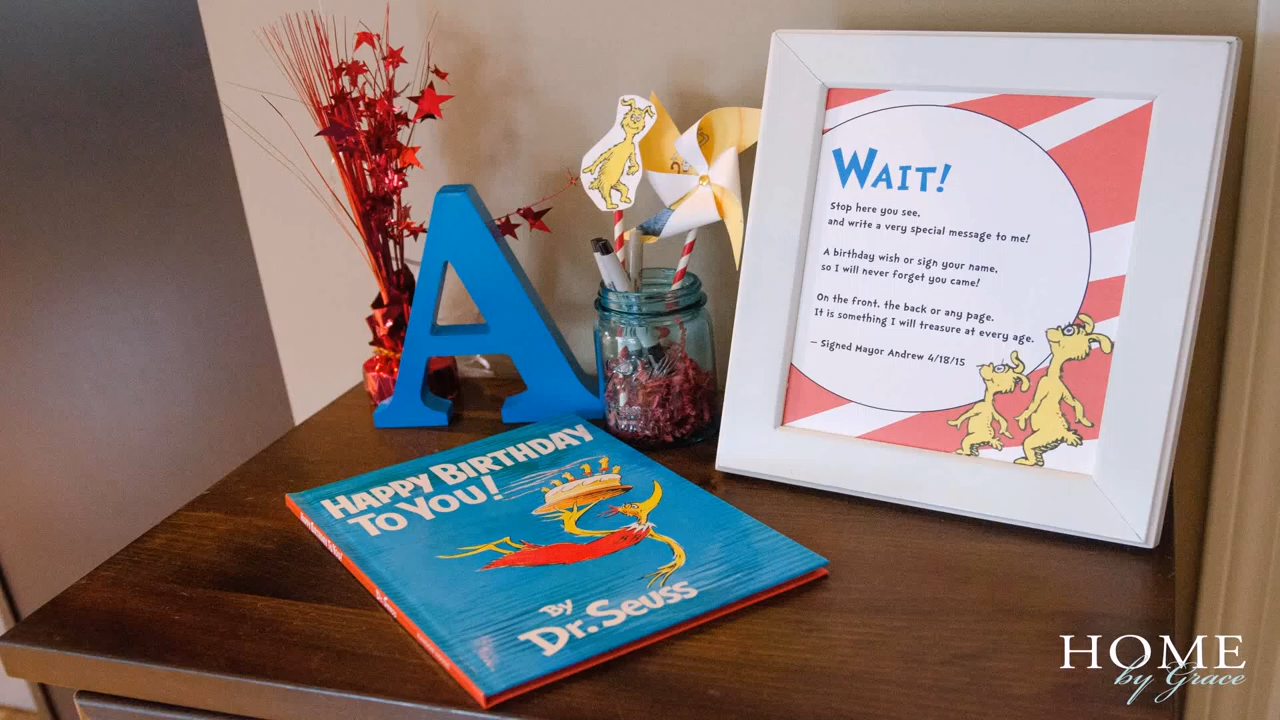 WAIT!
Stop here you see,
and write a very special message to me!
A birthday wish or sign your name,
so I will never forget you came!
On the front. the back or any page.
It is something I will treasure at every age.
— Signed Mayor Andrew 4/18/15
A
HAPPY BIRTHDAY
TO YOU!
BY
Dr. Seuss
HOME
by Grace